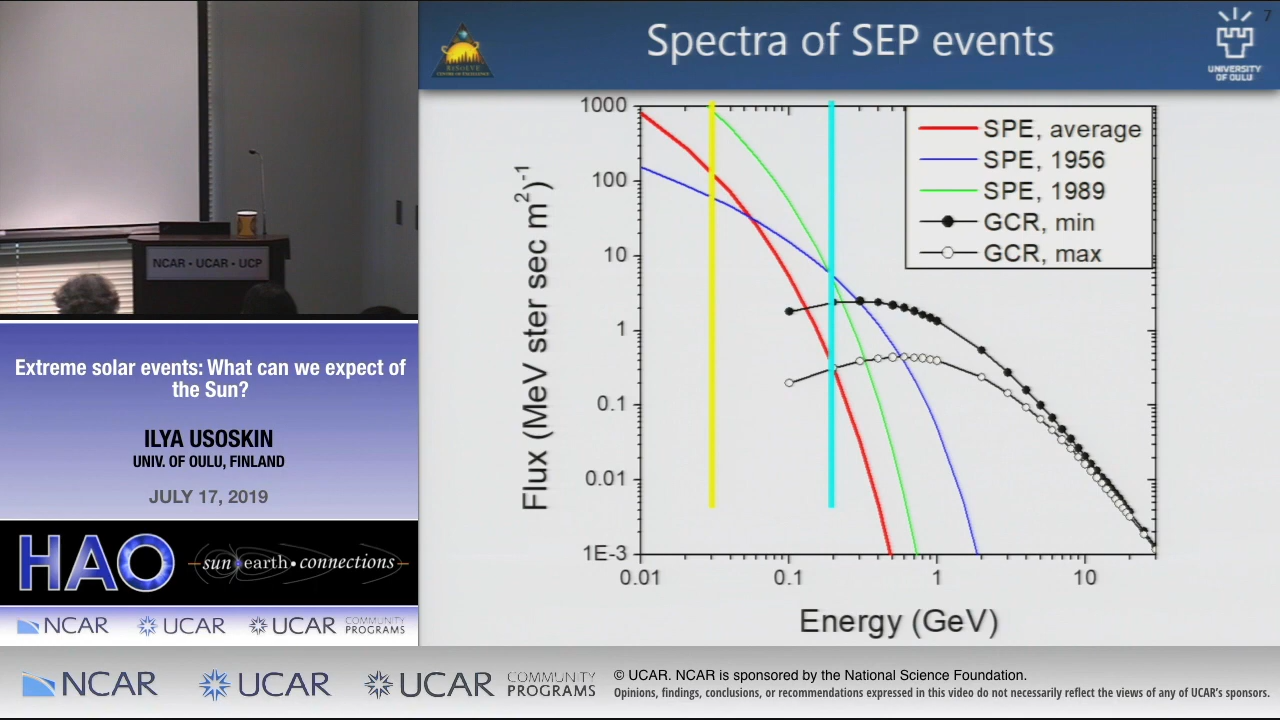 NCAR • UCAR • UCP
Extreme solar events: What can we expect of
the Sun?
ILYA USOSKIN
UNIV. OF OULU, FINLAND
JULY 17, 2019
HAO
sun earth • connections
NCAR
UCAR
UCAR
COMMUNITY
PROGRAMS
Spectra of SEP events
7
RESOLVE
CENTRE OF EXCELLENCE
UNIVERSITY
OF OULU
SPE, average
SPE, 1956
SPE, 1989
GCR, min
GCR, max
Flux (MeV ster sec m²)⁻¹
1000
100
10
1
0.1
0.01
1E-3
0.01
0.1
1
10
Energy (GeV)
NCAR
UCAR
UCAR
COMMUNITY
PROGRAMS
© UCAR. NCAR is sponsored by the National Science Foundation.
Opinions, findings, conclusions, or recommendations expressed in this video do not necessarily reflect the views of any of UCAR's sponsors.